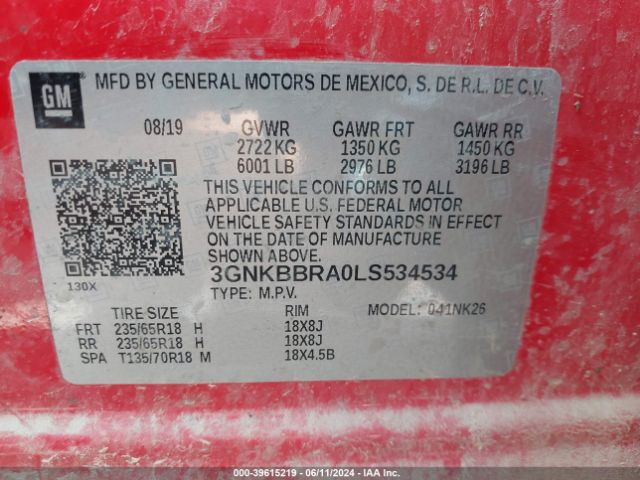 GM
MFD BY GENERAL MOTORS DE MEXICO, S. DE R.L. DE C.V.
08/19 GVWR GAWR FRT GAWR RR
2722 KG 1350 KG 1450 KG
6001 LB 2976 LB 3196 LB
THIS VEHICLE CONFORMS TO ALL
APPLICABLE U.S. FEDERAL MOTOR
VEHICLE SAFETY STANDARDS IN EFFECT
ON THE DATE OF MANUFACTURE
SHOWN ABOVE.
130X 3GNKBBRA0LS534534
TYPE: M.P.V. MODEL: 041NK26
TIRE SIZE RIM
FRT 235/65R18 H 18X8J
RR 235/65R18 H 18X8J
SPA T135/70R18 M 18X4.5B
000-39615219 - 06/11/2024 - IAA Inc.